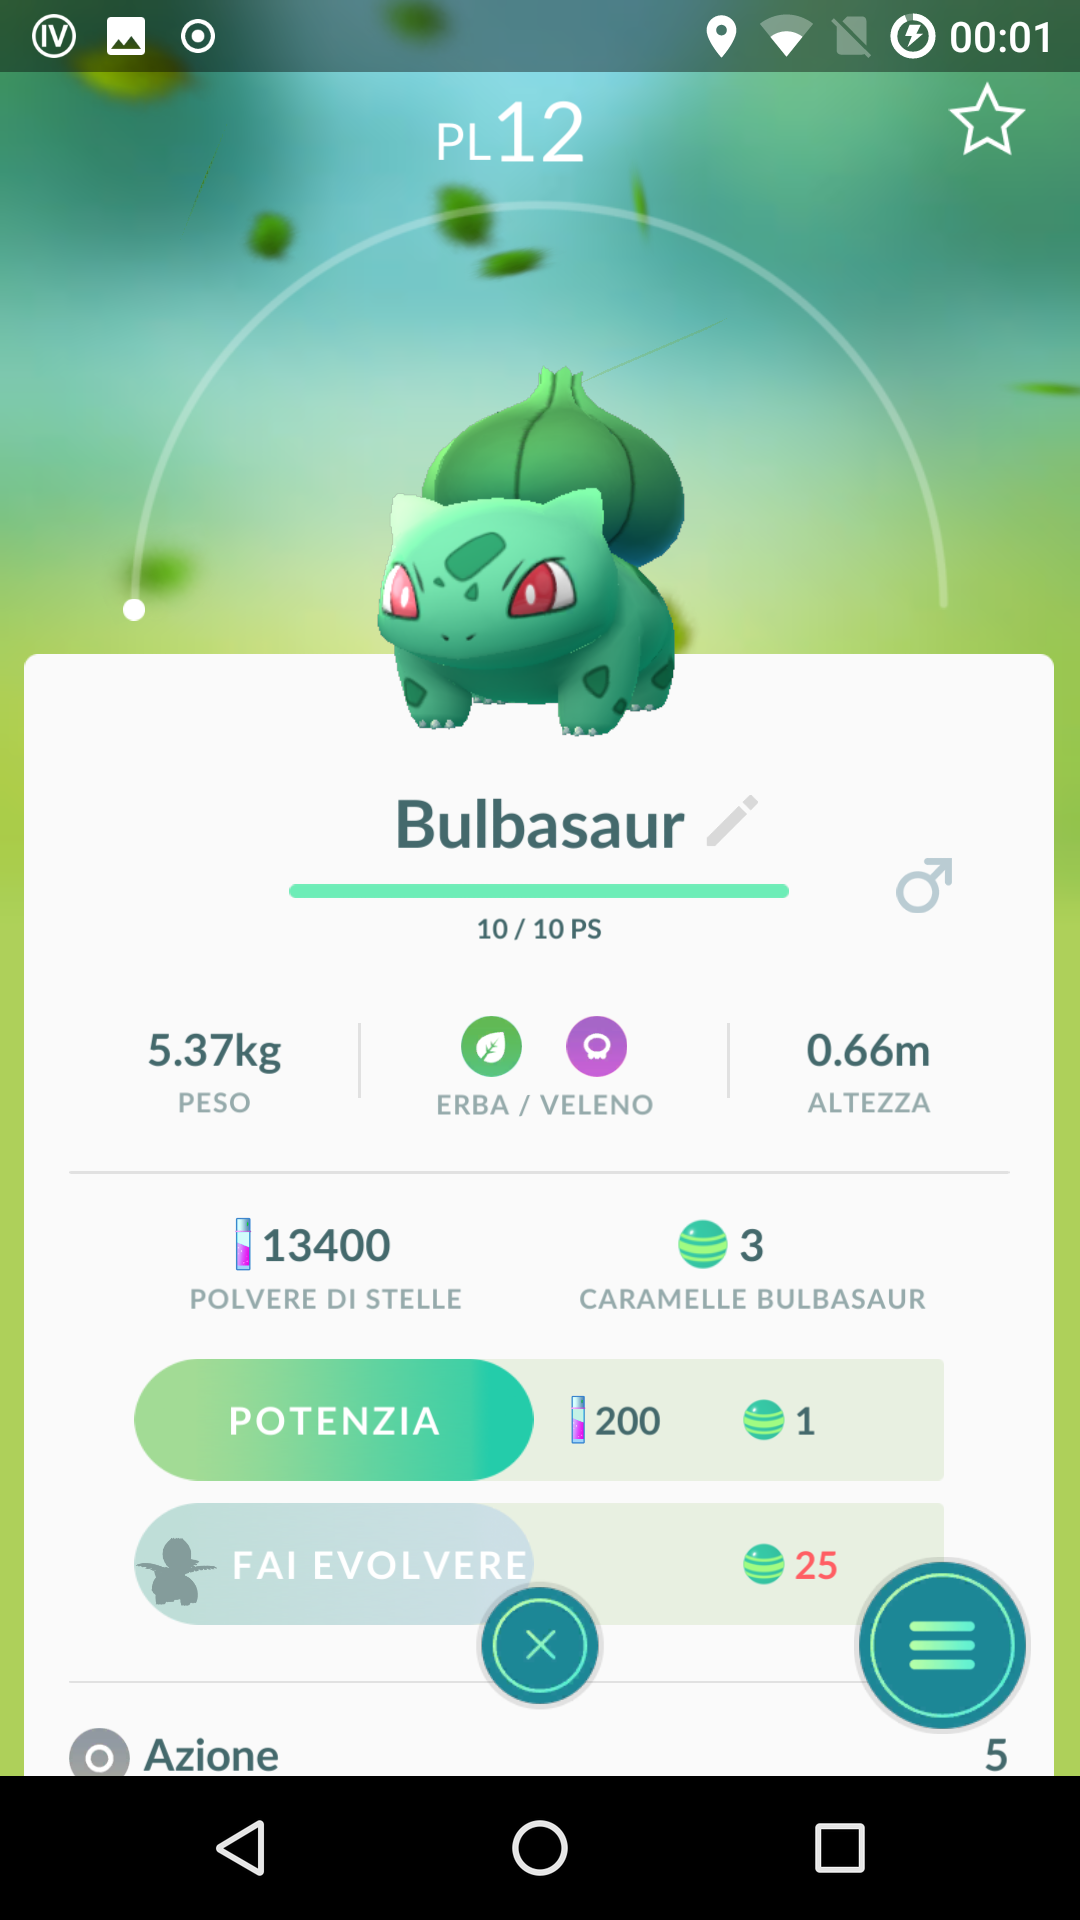 IV 00:01
PL12
Bulbasaur
10 / 10 PS
5.37kg 0.66m
PESO ERBA / VELENO ALTEZZA
13400 3
POLVERE DI STELLE CARAMELLE BULBASAUR
POTENZIA 200 1
FAI EVOLVERE 25
Azione 5